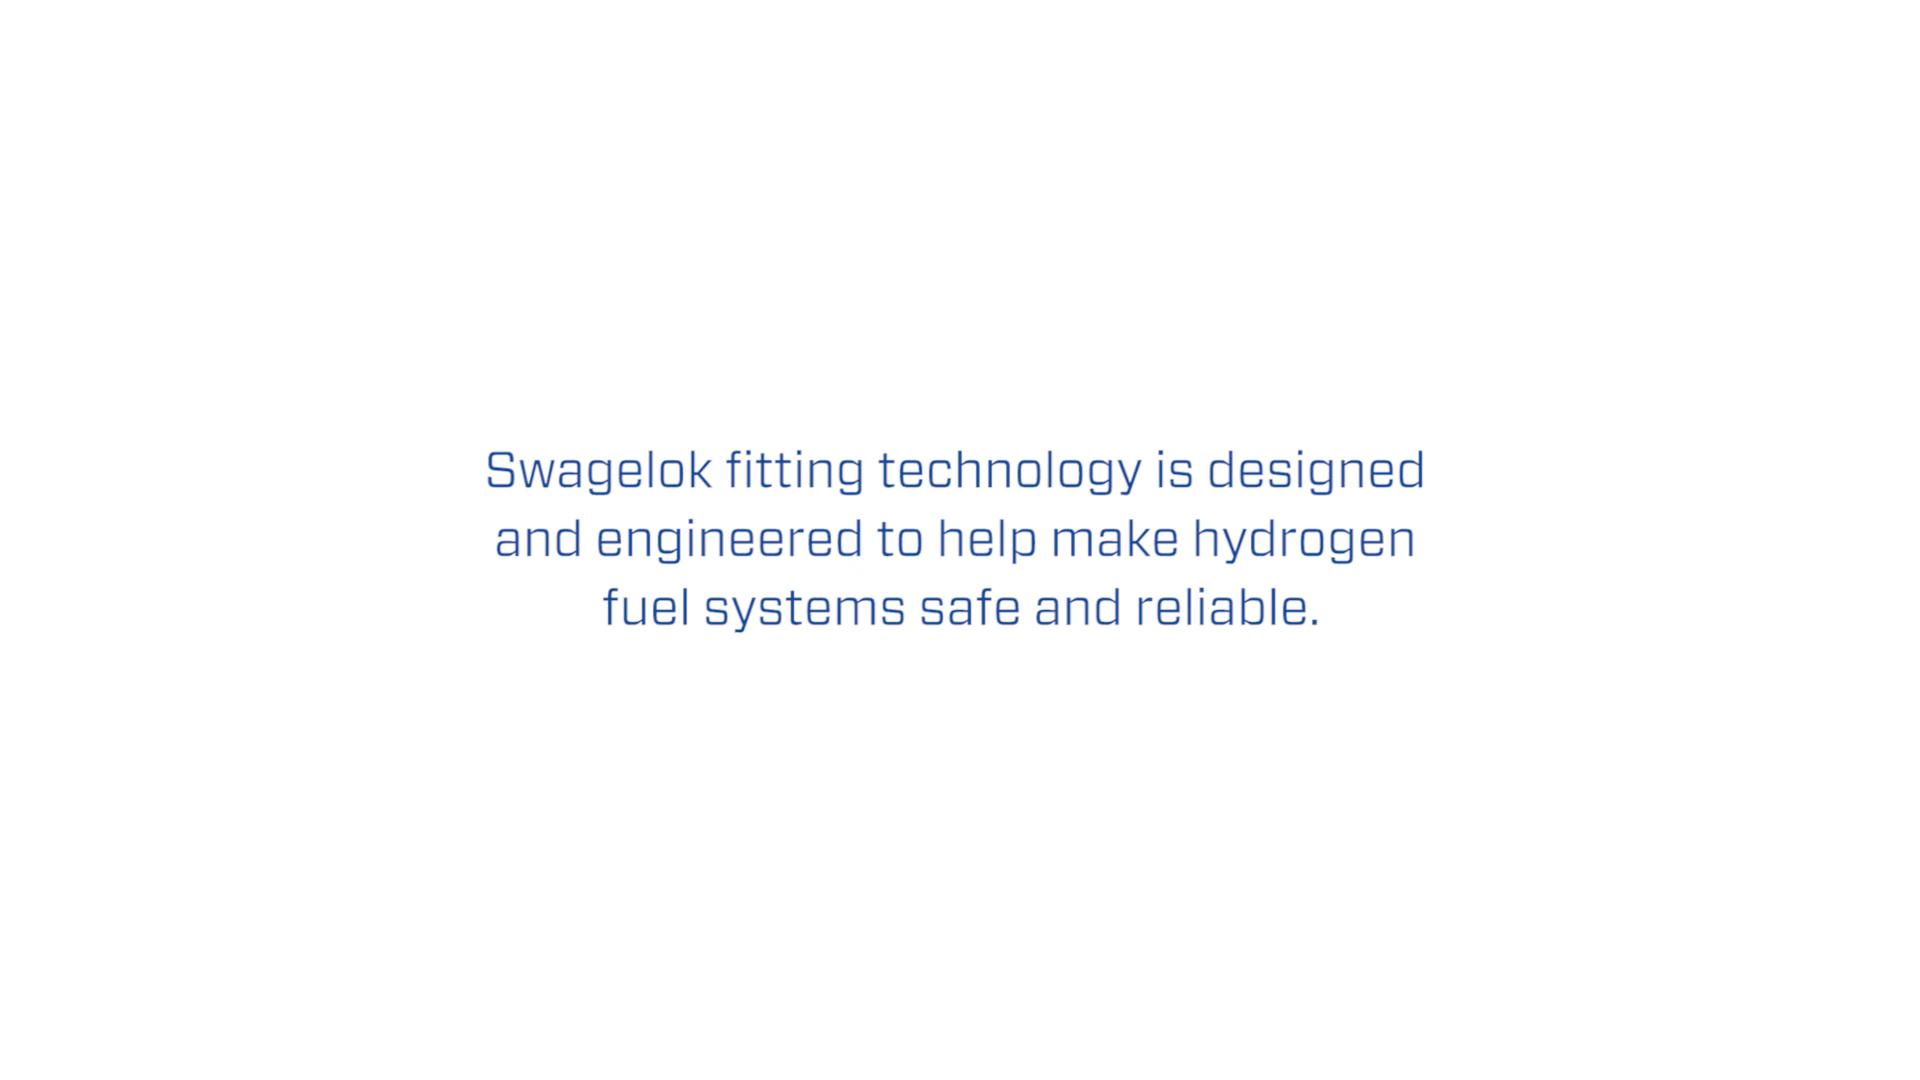 Swagelok fitting technology is designed
and engineered to help make hydrogen
fuel systems safe and reliable.